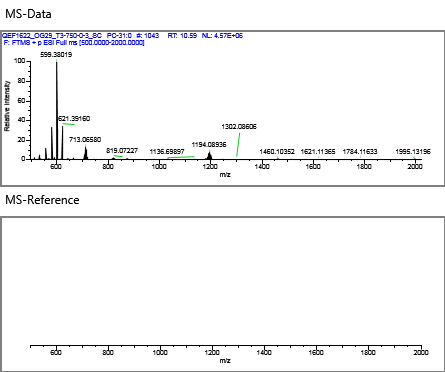 MS-Data
QEF1622_OG29_T3-750-0-3_BC PC-31:0 #: 1043 RT: 10.59 NL: 4.57E+06
F: FTMS + p ESI Full ms [500.0000-2000.0000]
599.38019
100
80
60
40
20
0
Relative Intensity
621.39160
713.06580
819.07227
1136.69897
1194.08936
1302.08606
1460.10352
1621.11365
1784.11633
1995.13196
600 800 1000 1200 1400 1600 1800 2000
m/z
MS-Reference
600 800 1000 1200 1400 1600 1800 2000
m/z